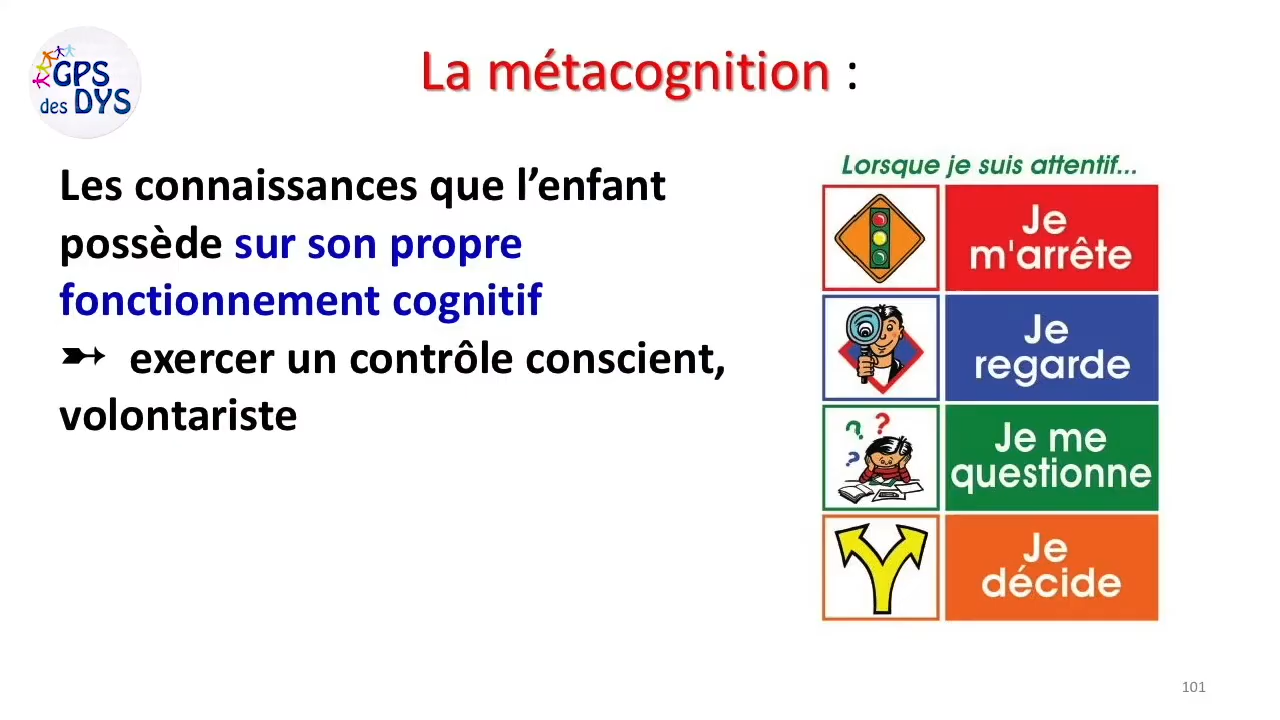 GPS
des DYS
La métacognition :
Les connaissances que l’enfant
possède sur son propre
fonctionnement cognitif
➵ exercer un contrôle conscient,
volontariste
Lorsque je suis attentif...
Je
m'arrête
Je
regarde
? ? ?
Je me
questionne
Je
décide
101